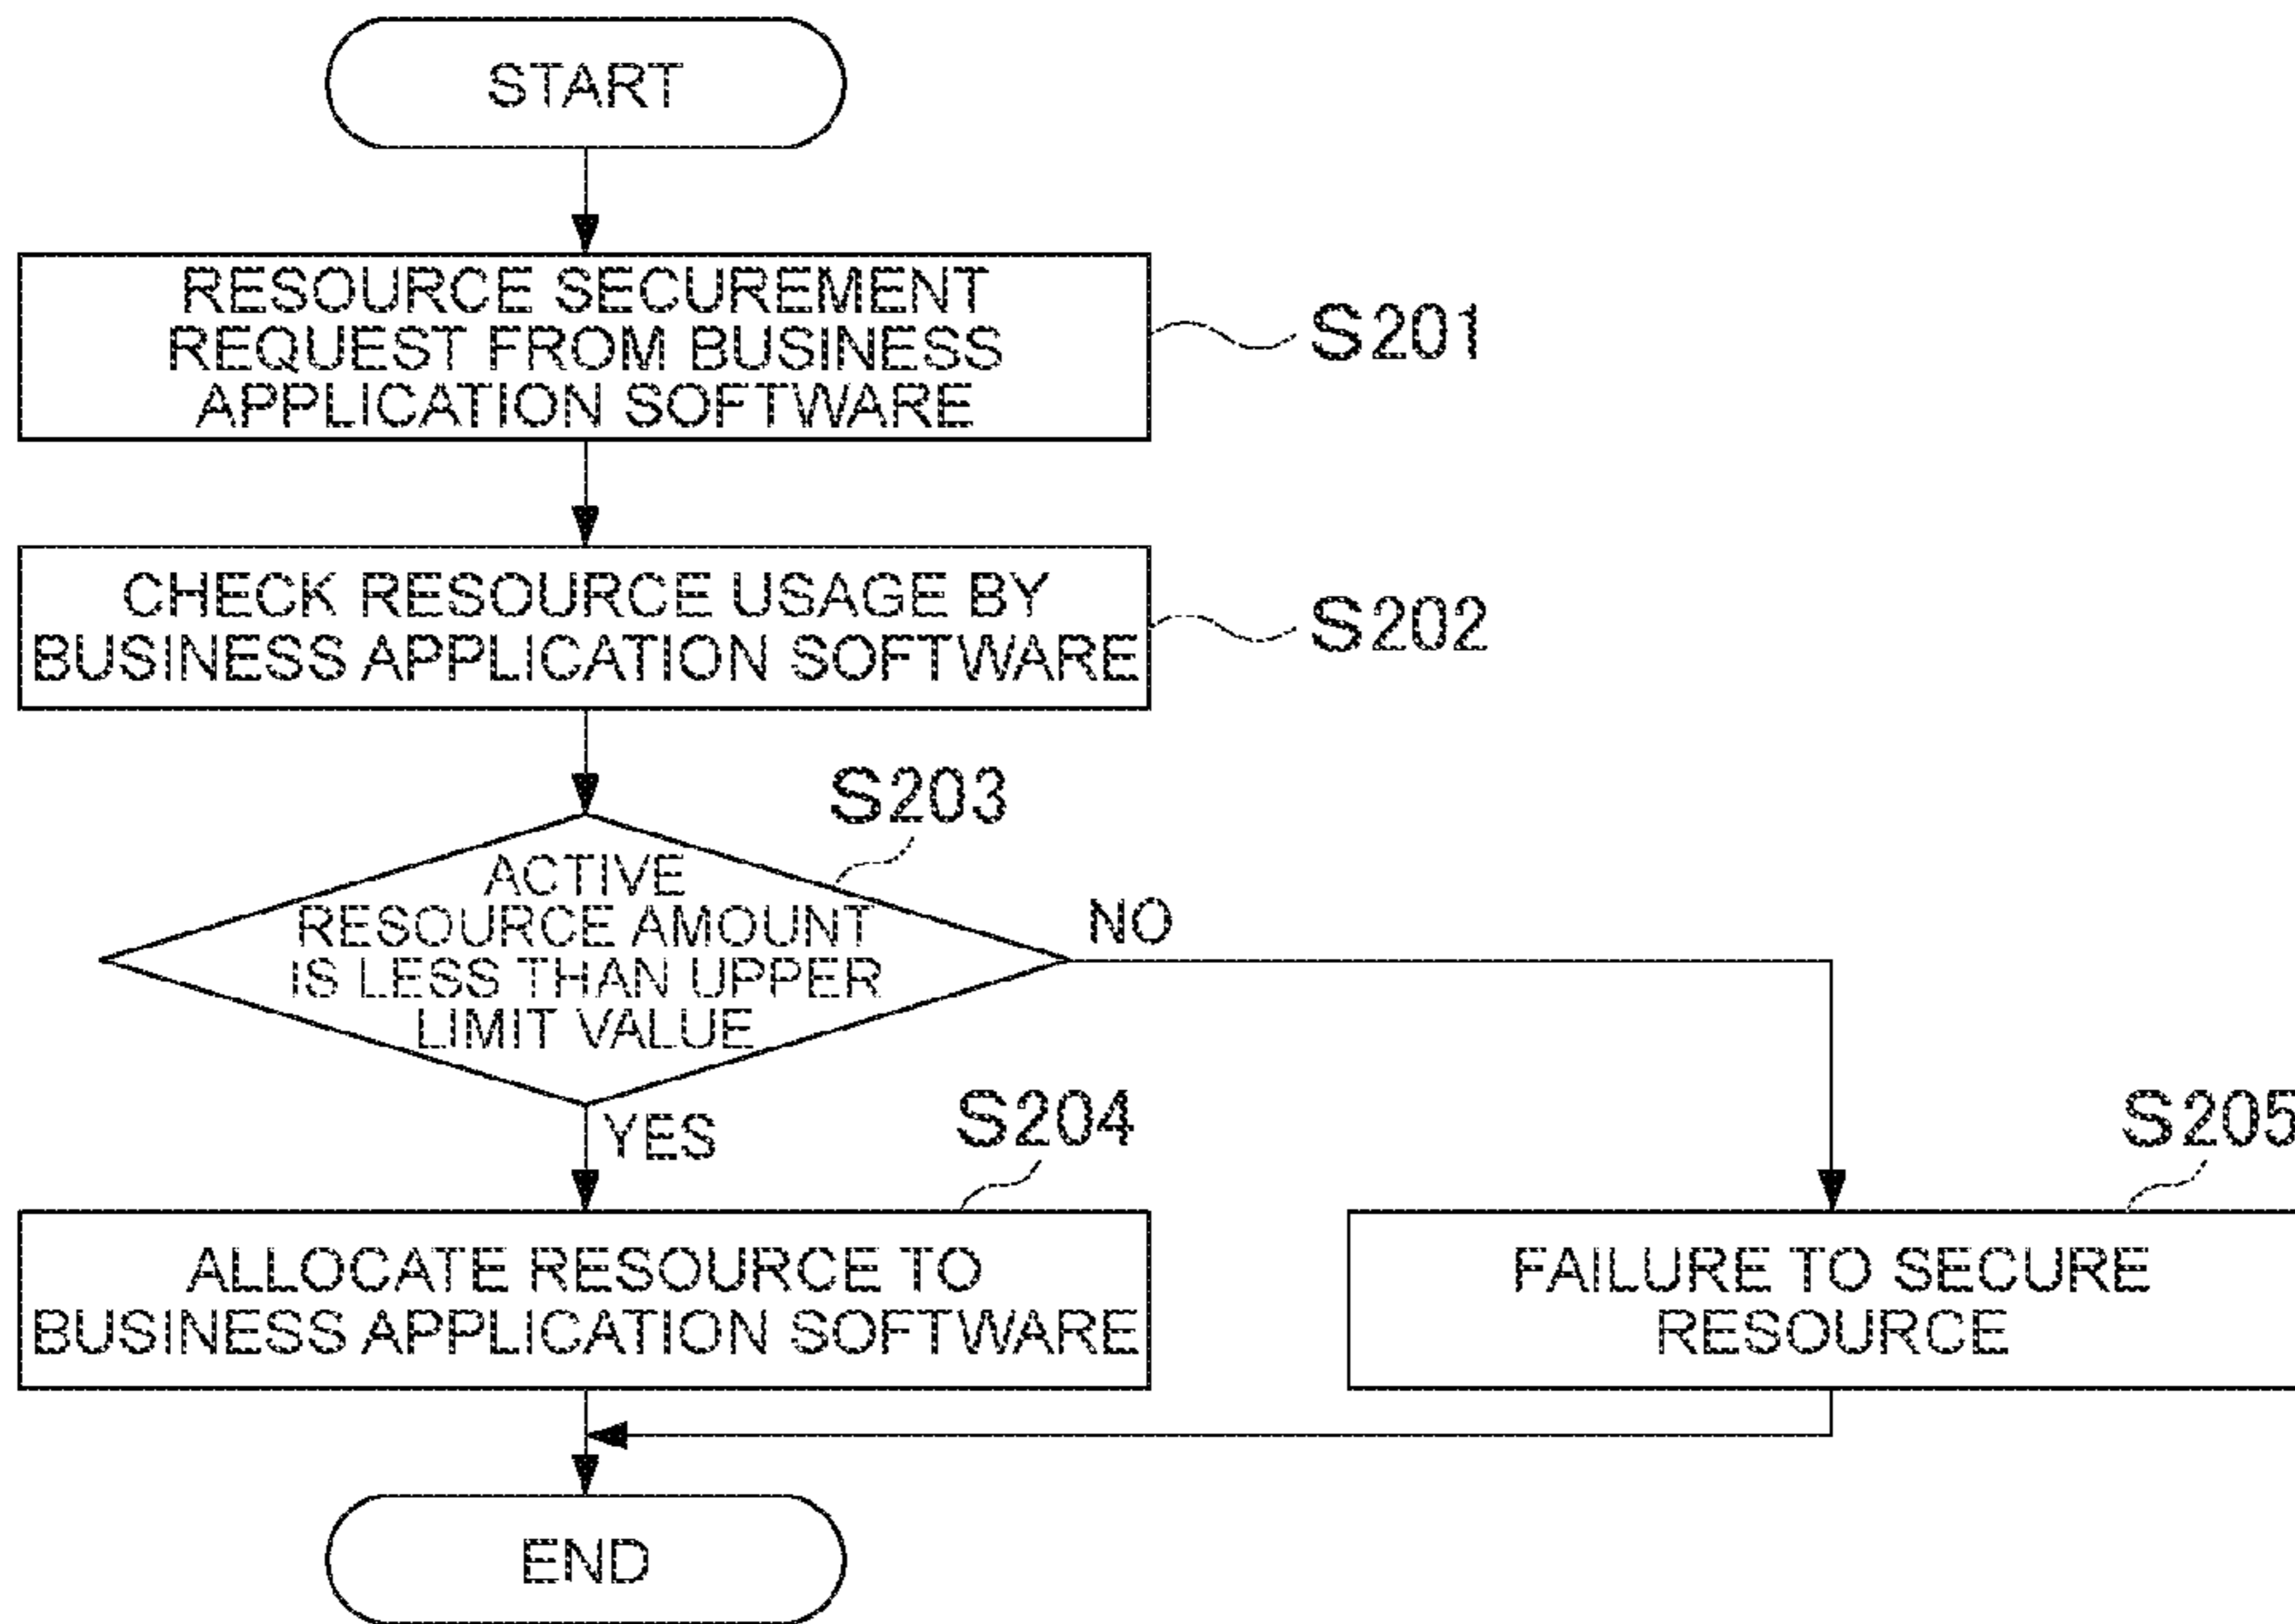 START
RESOURCE SECUREMENT
REQUEST FROM BUSINESS
APPLICATION SOFTWARE
S201
CHECK RESOURCE USAGE BY
BUSINESS APPLICATION SOFTWARE
S202
S203
ACTIVE
RESOURCE AMOUNT
IS LESS THAN UPPER
LIMIT VALUE
NO
YES
S204
S205
ALLOCATE RESOURCE TO
BUSINESS APPLICATION SOFTWARE
FAILURE TO SECURE
RESOURCE
END